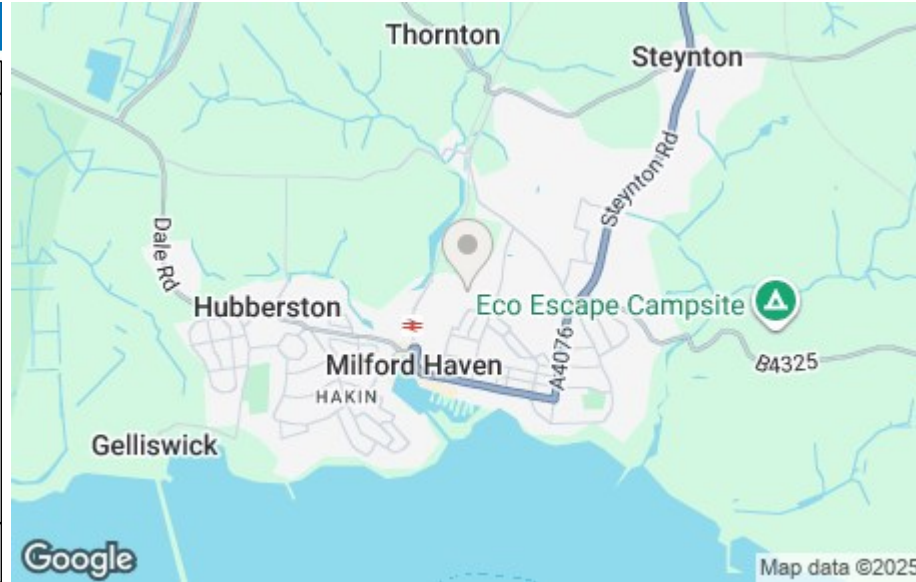 Thornton
Steynton
Steynton Rd
Dale Rd
Hubberston
Eco Escape Campsite
Milford Haven
A4076
B4325
HAKIN
Gelliswick
Google
Map data ©2025